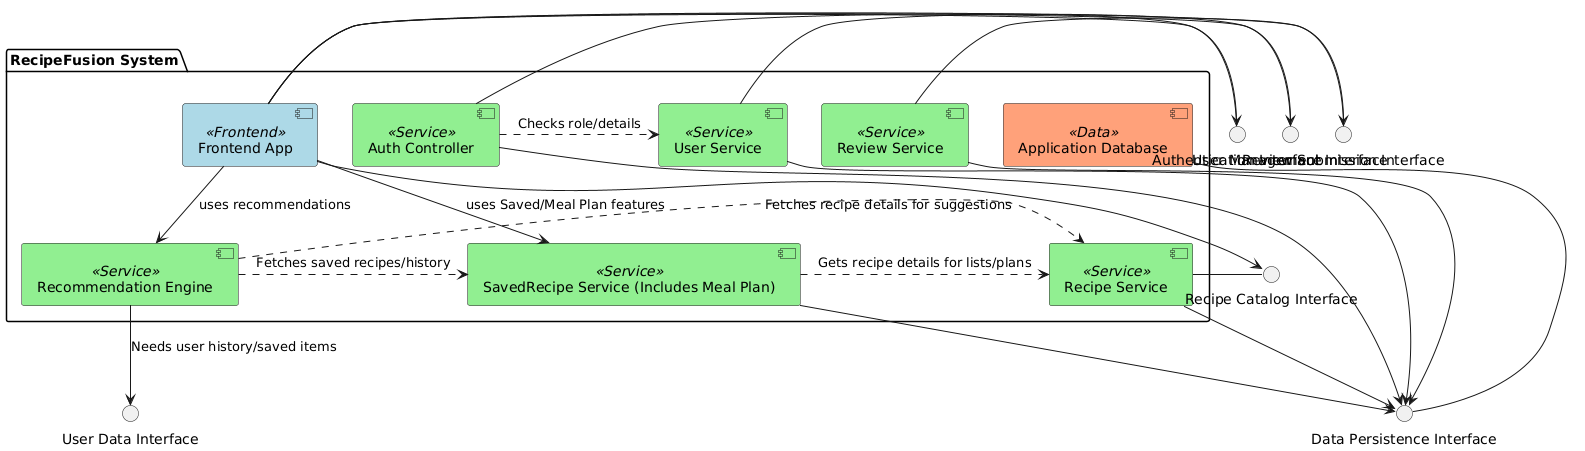 RecipeFusion System
«Frontend»
Frontend App
«Service»
Auth Controller
Checks role/details
«Service»
User Service
«Service»
Review Service
«Data»
Application Database
Interface
uses recommendations
uses Saved/Meal Plan features
Fetches recipe details for suggestions
«Service»
Recommendation Engine
Fetches saved recipes/history
«Service»
SavedRecipe Service (Includes Meal Plan)
Gets recipe details for lists/plans
«Service»
Recipe Service
Recipe Catalog Interface
Needs user history/saved items
User Data Interface
Data Persistence Interface